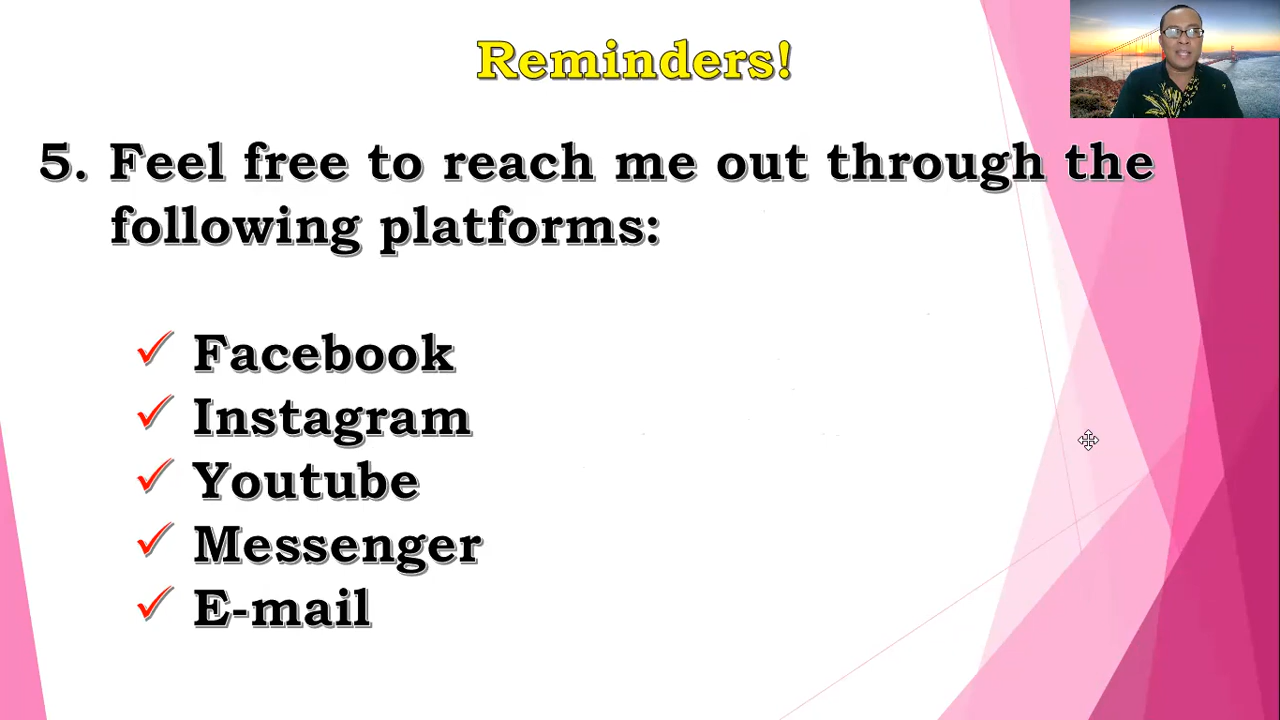 Reminders!
5. Feel free to reach me out through the
following platforms:
✓ Facebook
✓ Instagram
✓ Youtube
✓ Messenger
✓ E-mail